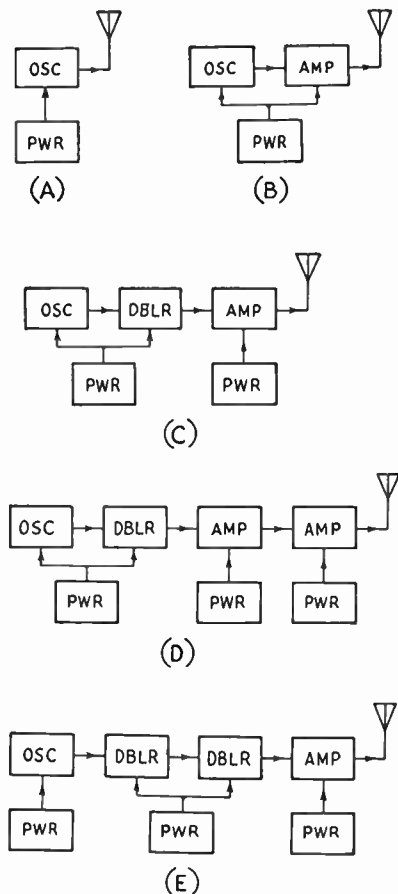 OSC
PWR
(A)
OSC AMP
PWR
(B)
OSC DBLR AMP
PWR PWR
(C)
OSC DBLR AMP AMP
PWR PWR PWR
(D)
OSC DBLR DBLR AMP
PWR PWR PWR
(E)